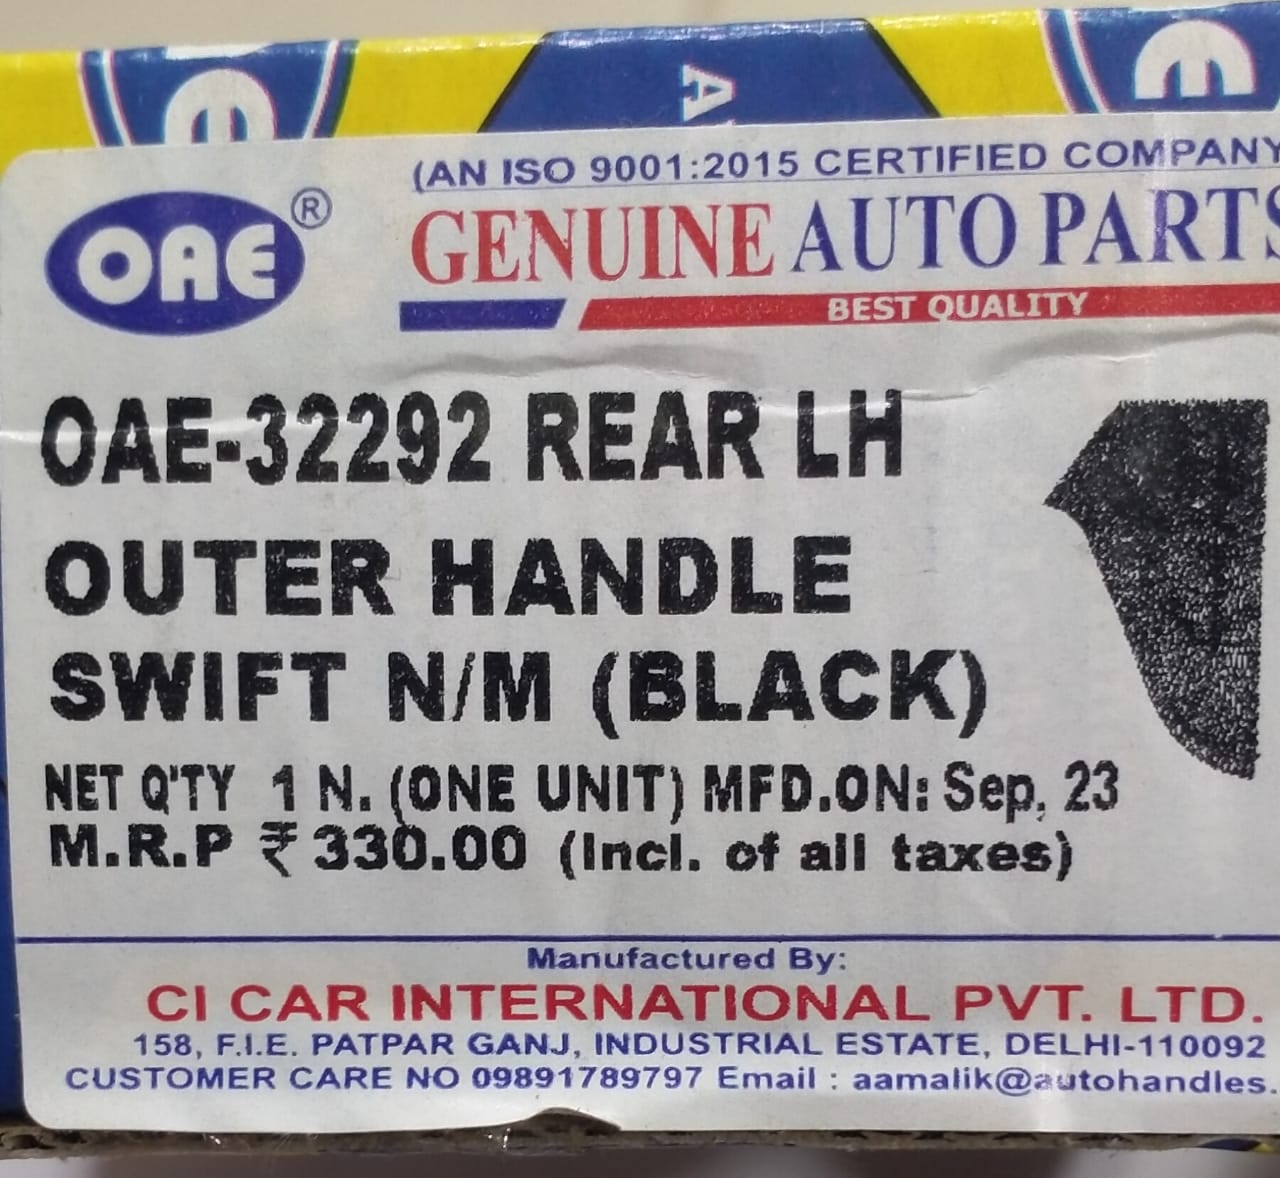 A
(AN ISO 9001:2015 CERTIFIED COMPANY
OAE®
GENUINE AUTO PARTS
BEST QUALITY
OAE-32292 REAR LH
OUTER HANDLE
SWIFT N/M (BLACK)
NET Q'TY 1 N. (ONE UNIT) MFD.ON: Sep, 23
M.R.P ₹ 330.00 (Incl. of all taxes)
Manufactured By:
CI CAR INTERNATIONAL PVT. LTD.
158, F.I.E. PATPAR GANJ, INDUSTRIAL ESTATE, DELHI-110092
CUSTOMER CARE NO 09891789797 Email : aamalik@autohandles.